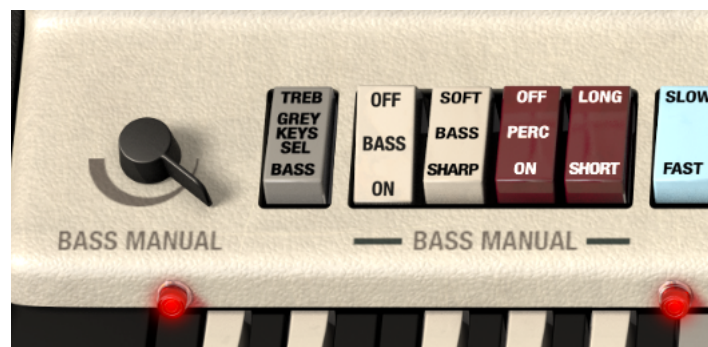 TREB
GREY
KEYS
SEL
BASS
OFF
BASS
ON
SOFT
BASS
SHARP
OFF
PERC
ON
LONG
SHORT
SLOW
FAST
BASS MANUAL
BASS MANUAL